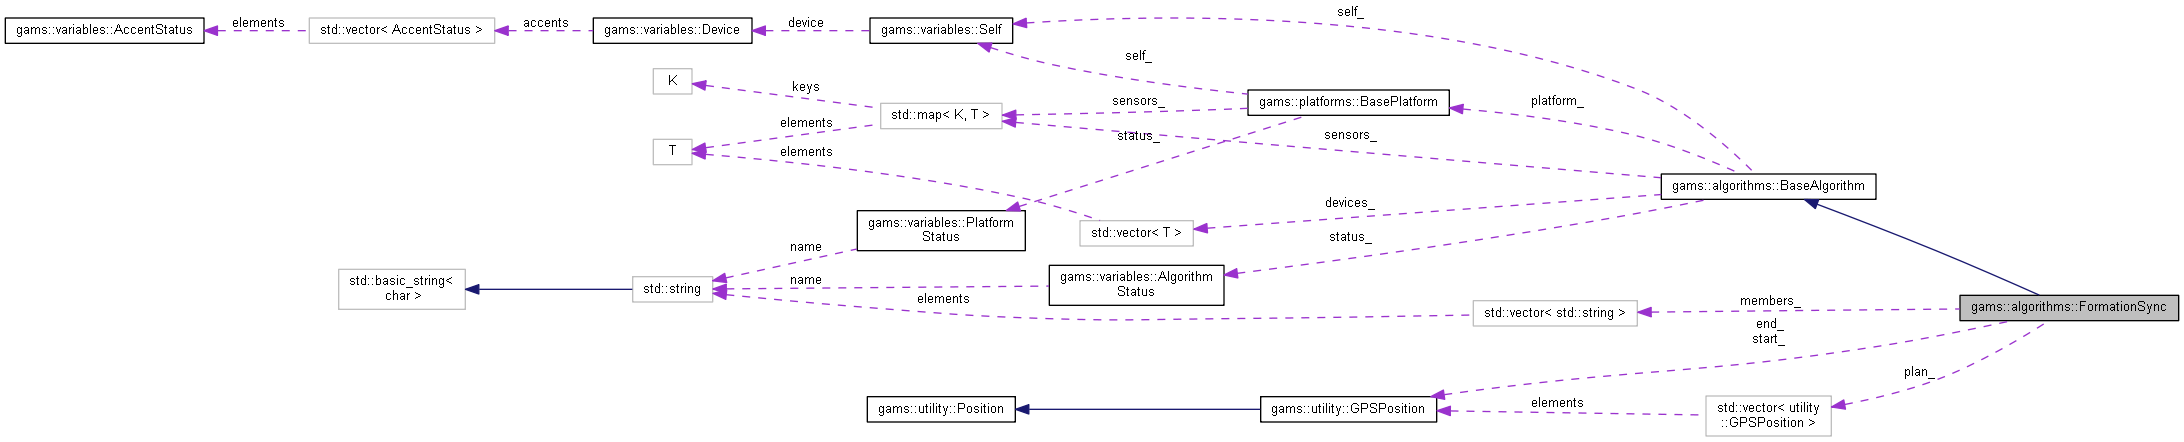 self_
gams::variables::AccentStatus
elements
std::vector< AccentStatus >
accents
gams::variables::Device
device
gams::variables::Self
self_
K
keys
std::map< K, T >
sensors_
gams::platforms::BasePlatform
platform_
elements
T
elements
status_
sensors_
gams::algorithms::BaseAlgorithm
devices_
gams::variables::Platform
Status
std::vector< T >
status_
name
std::basic_string<
char >
std::string
name
gams::variables::Algorithm
Status
elements
std::vector< std::string >
members_
gams::algorithms::FormationSync
end_
start_
plan_
gams::utility::Position
gams::utility::GPSPosition
elements
std::vector< utility
::GPSPosition >